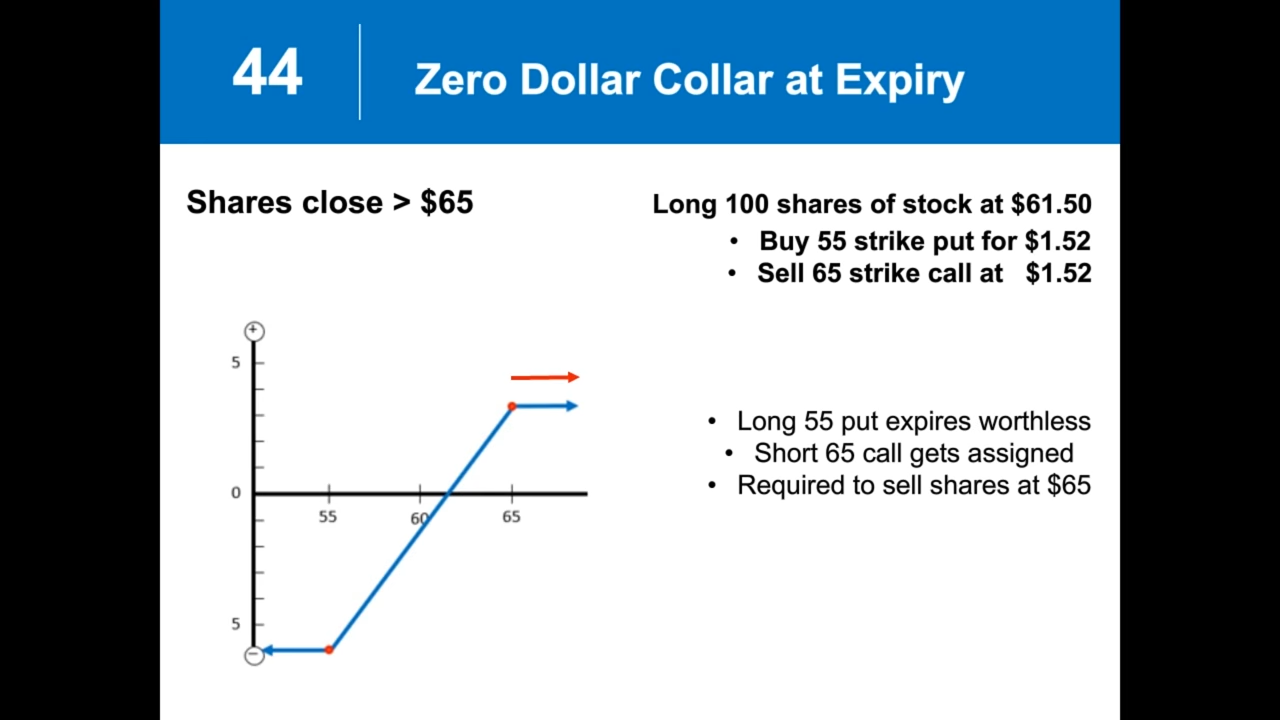 44
Zero Dollar Collar at Expiry
Shares close > $65
Long 100 shares of stock at $61.50
• Buy 55 strike put for $1.52
• Sell 65 strike call at $1.52
+
5
0
55 60 65
5
−
• Long 55 put expires worthless
• Short 65 call gets assigned
• Required to sell shares at $65